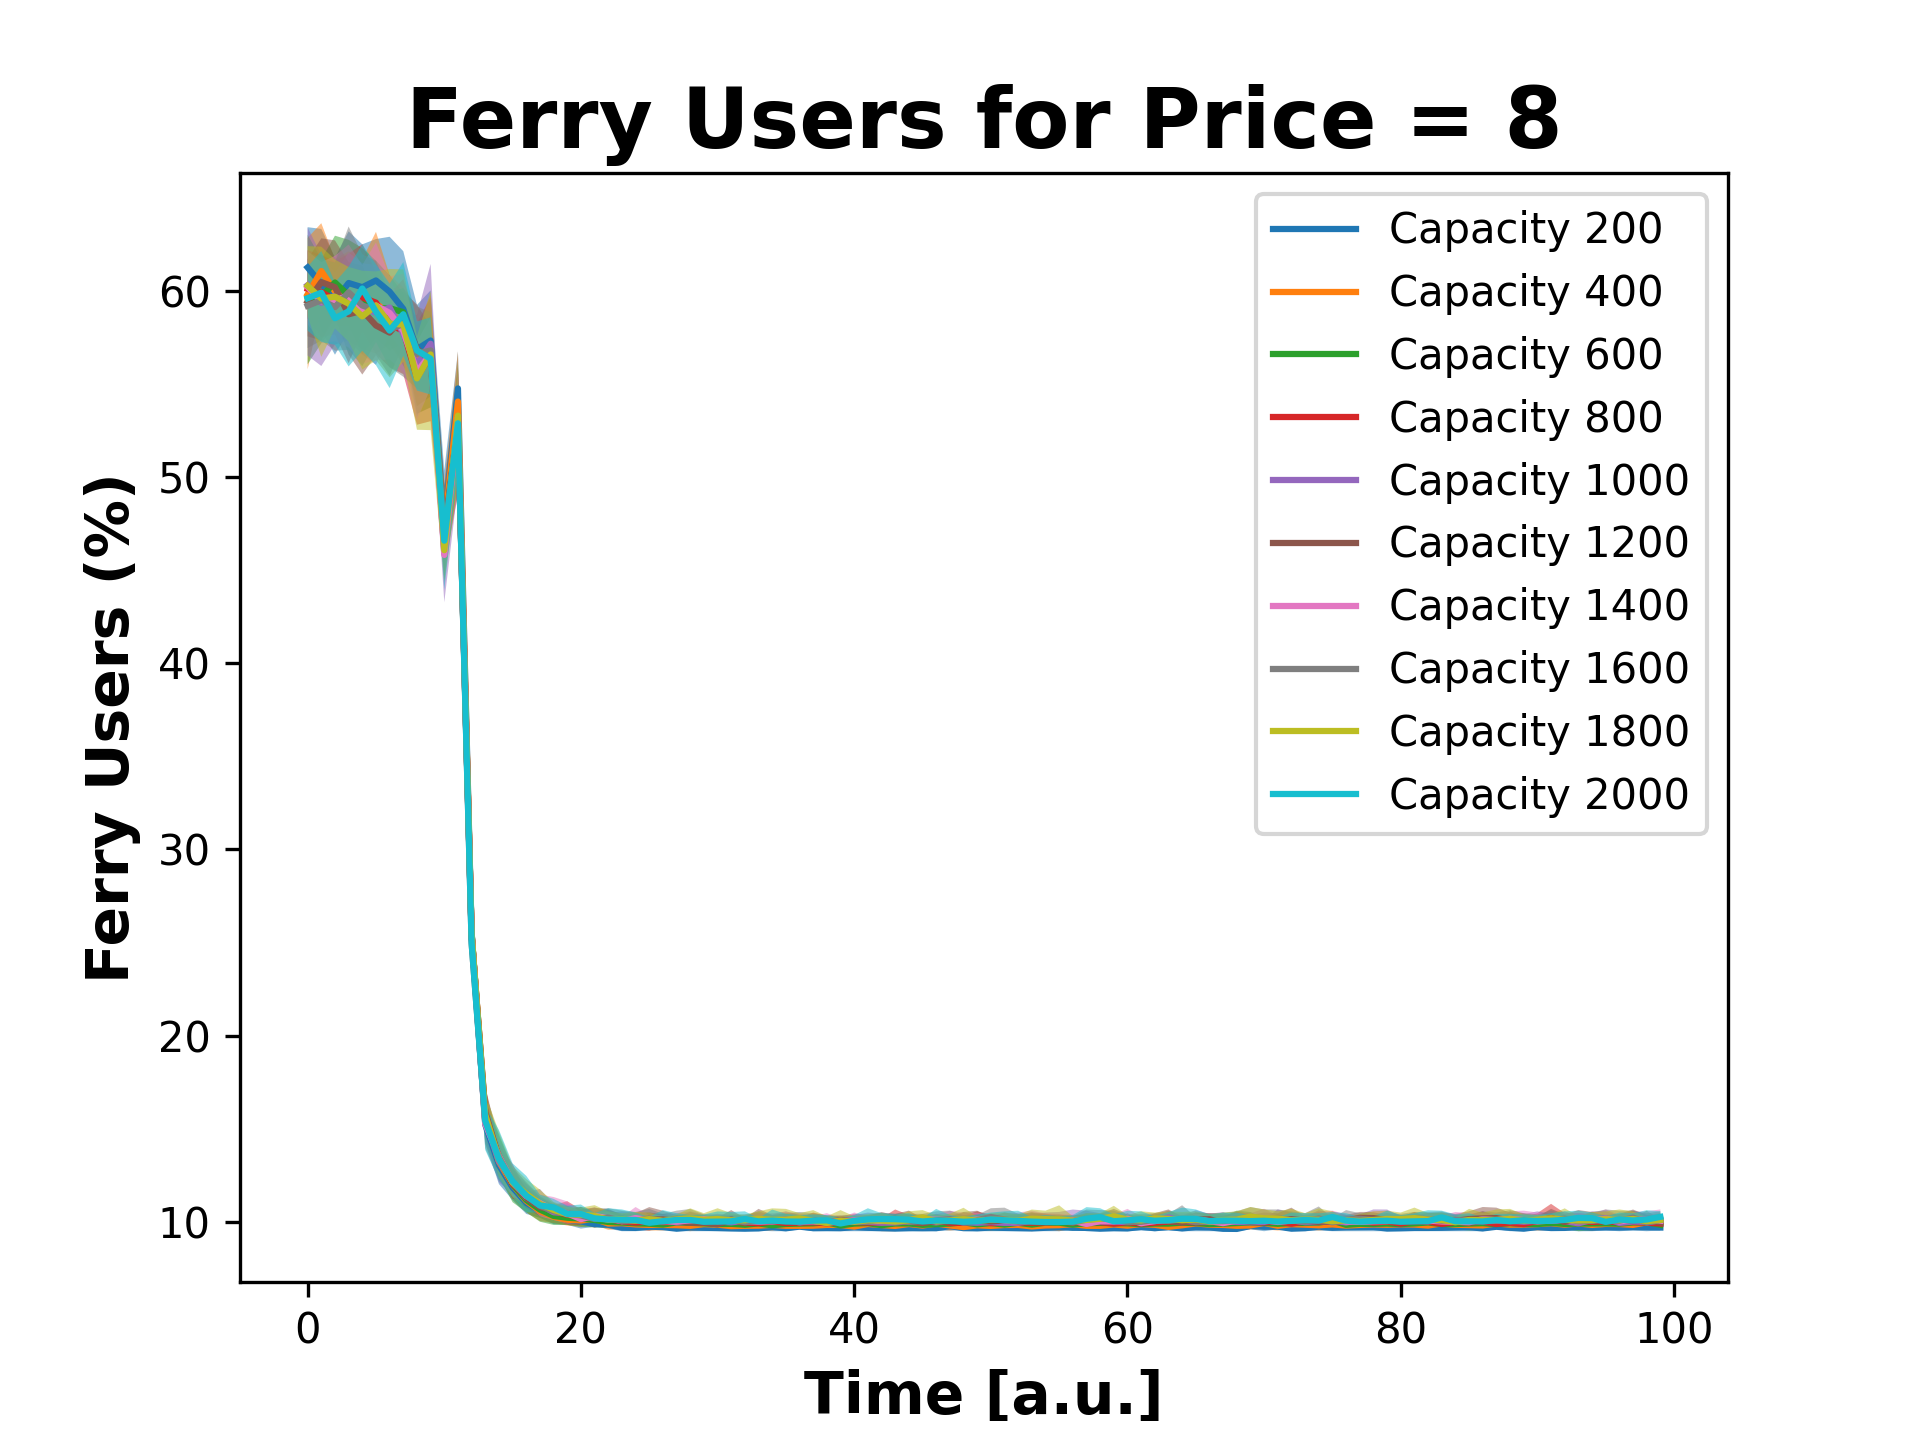 Ferry Users for Price = 8
Ferry Users (%)
60
50
40
30
20
10
Capacity 200
Capacity 400
Capacity 600
Capacity 800
Capacity 1000
Capacity 1200
Capacity 1400
Capacity 1600
Capacity 1800
Capacity 2000
0 20 40 60 80 100
Time [a.u.]